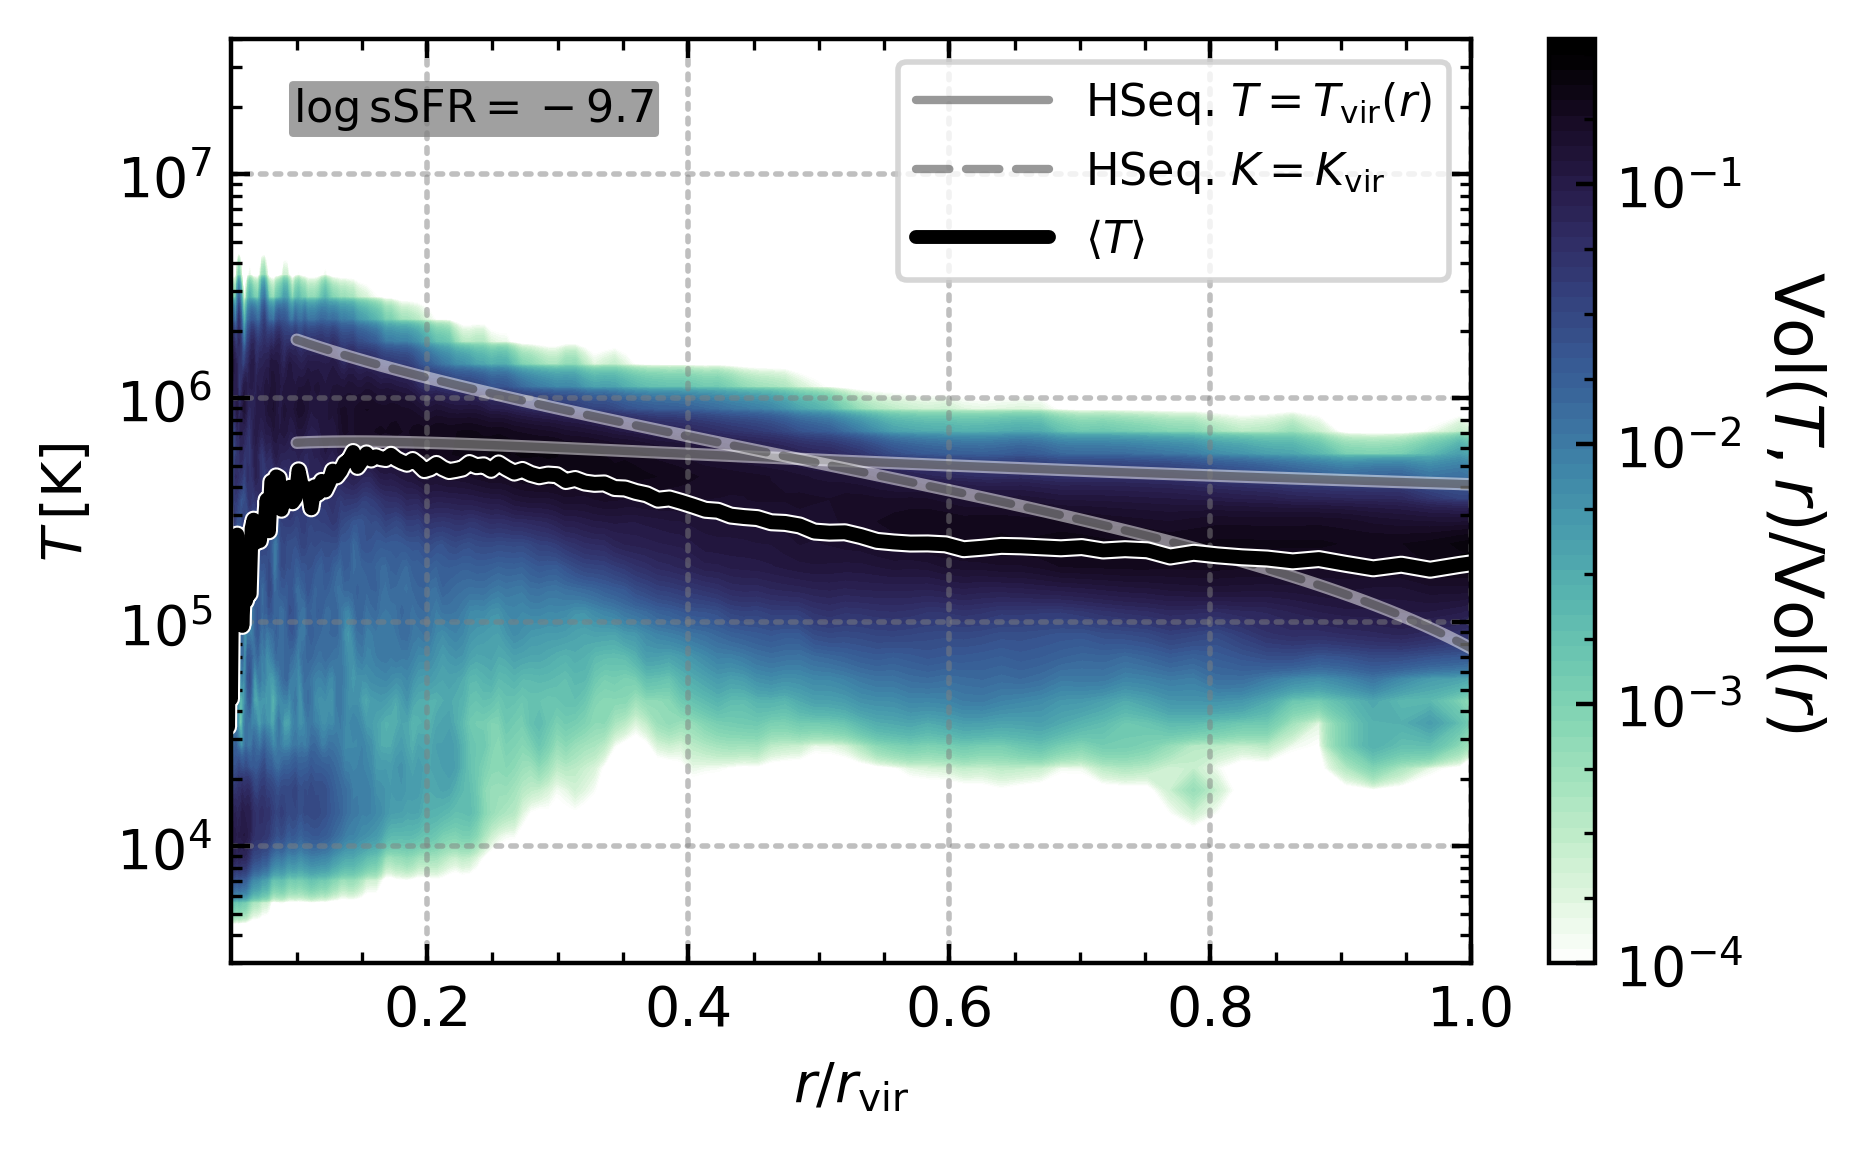 log sSFR = −9.7
HSeq. T = T_vir(r)
HSeq. K = K_vir
⟨T⟩
10^7
10^6
10^5
10^4
T [K]
0.2 0.4 0.6 0.8 1.0
r/r_vir
10^−1
10^−2
10^−3
10^−4
Vol(T, r)/Vol(r)